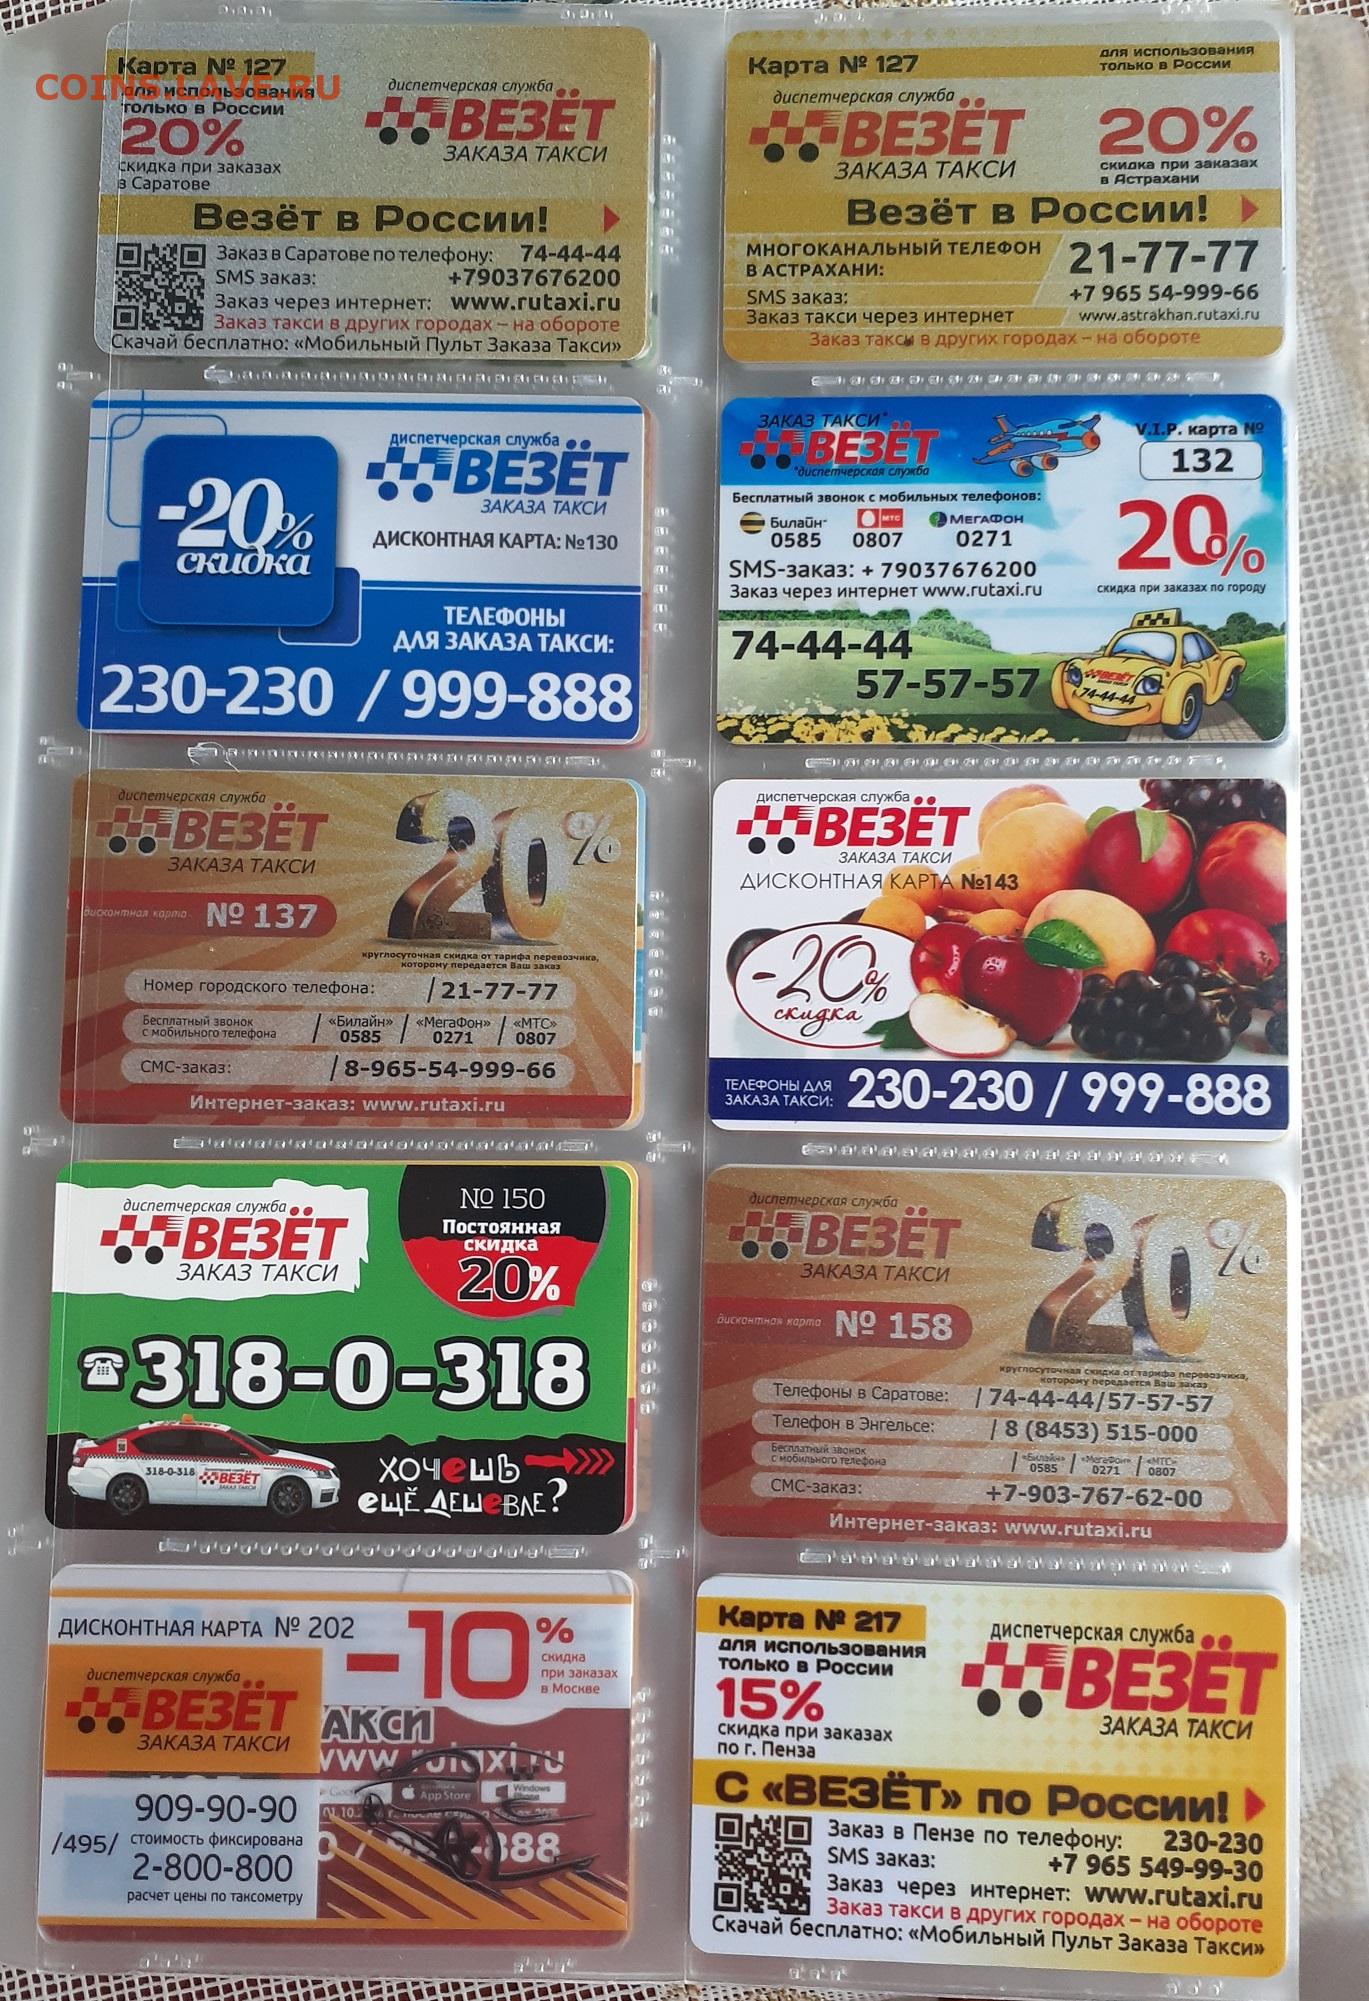 COINS.LAVE.RU
Карта № 127
для использования
только в России
20%
скидка при заказах
в Саратове
диспетчерская служба
ВЕЗЁТ
ЗАКАЗА ТАКСИ
Везёт в России!
Заказ в Саратове по телефону: 74-44-44
SMS заказ: +79037676200
Заказ через интернет: www.rutaxi.ru
Заказ такси в других городах – на обороте
Скачай бесплатно: «Мобильный Пульт Заказа Такси»
Карта № 127
для использования
только в России
диспетчерская служба
ВЕЗЁТ
ЗАКАЗА ТАКСИ
20%
скидка при заказах
в Астрахани
Везёт в России!
МНОГОКАНАЛЬНЫЙ ТЕЛЕФОН
В АСТРАХАНИ:
21-77-77
SMS заказ: +7 965 54-999-66
Заказ такси через интернет www.astrakhan.rutaxi.ru
Заказ такси в других городах – на обороте
-20%
скидка
диспетчерская служба
ВЕЗЁТ
ЗАКАЗА ТАКСИ
ДИСКОНТНАЯ КАРТА: №130
ТЕЛЕФОНЫ
ДЛЯ ЗАКАЗА ТАКСИ:
230-230 / 999-888
ЗАКАЗ ТАКСИ*
ВЕЗЁТ
*диспетчерская служба
V.I.P. карта №
132
Бесплатный звонок с мобильных телефонов:
Билайн МТС МЕГАФОН
0585 0807 0271
20%
скидка при заказах по городу
SMS-заказ: + 79037676200
Заказ через интернет www.rutaxi.ru
74-44-44
57-57-57
ВЕЗЁТ
74-44-44
диспетчерская служба
ВЕЗЁТ
ЗАКАЗА ТАКСИ
20%
дисконтная карта № 137
круглосуточная скидка от тарифа перевозчика,
которому передается Ваш заказ
Номер городского телефона: / 21-77-77
Бесплатный звонок
с мобильного телефона
/ «Билайн» / «МегаФон» / «МТС»
0585 0271 0807
СМС-заказ: / 8-965-54-999-66
Интернет-заказ: www.rutaxi.ru
диспетчерская служба
ВЕЗЁТ
ЗАКАЗА ТАКСИ
ДИСКОНТНАЯ КАРТА №143
-20%
скидка
ТЕЛЕФОНЫ ДЛЯ
ЗАКАЗА ТАКСИ:
230-230 / 999-888
диспетчерская служба
ВЕЗЁТ
ЗАКАЗ ТАКСИ
№ 150
Постоянная
скидка
20%
318-0-318
318-0-318 ВЕЗЁТ
ХОЧЕШЬ
ЕЩЁ ДЕШЕВЛЕ?
диспетчерская служба
ВЕЗЁТ
ЗАКАЗА ТАКСИ
20%
дисконтная карта № 158
круглосуточная скидка от тарифа перевозчика,
которому передается Ваш заказ
Телефоны в Саратове: / 74-44-44/57-57-57
Телефон в Энгельсе: / 8 (8453) 515-000
Бесплатный звонок
с мобильного телефона
/ «Билайн» / «МегаФон» / «МТС»
0585 0271 0807
СМС-заказ: +7-903-767-62-00
Интернет-заказ: www.rutaxi.ru
ДИСКОНТНАЯ КАРТА № 202
-10%
скидка
при заказах
в Москве
диспетчерская служба
ВЕЗЁТ
ЗАКАЗА ТАКСИ
АКСИ
www.rutaxi.ru
App Store
Windows
909-90-90
/495/ стоимость фиксирована
2-800-800
расчет цены по таксометру
888
Карта № 217
для использования
только в России
15%
скидка при заказах
по г. Пенза
диспетчерская служба
ВЕЗЁТ
ЗАКАЗА ТАКСИ
С «ВЕЗЁТ» по России!
Заказ в Пензе по телефону: 230-230
SMS заказ: +7 965 549-99-30
Заказ через интернет: www.rutaxi.ru
Заказ такси в других городах – на обороте
Скачай бесплатно: «Мобильный Пульт Заказа Такси»